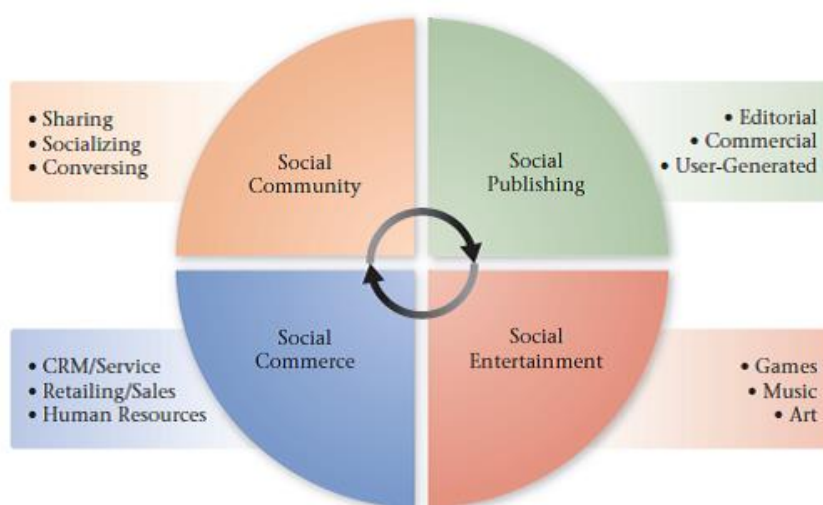 • Sharing
• Socializing
• Conversing
Social
Community
Social
Publishing
• Editorial
• Commercial
• User-Generated
• CRM/Service
• Retailing/Sales
• Human Resources
Social
Commerce
Social
Entertainment
• Games
• Music
• Art